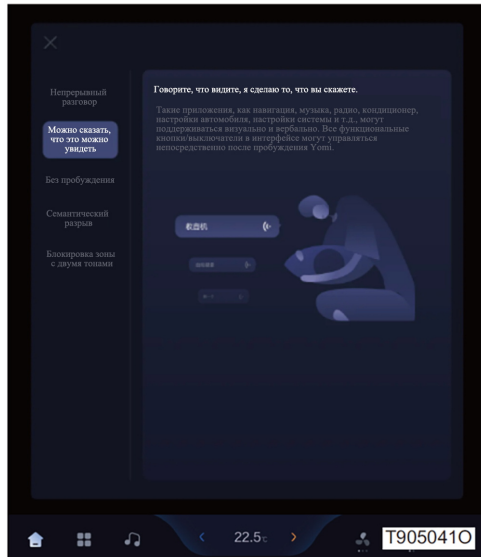 Непрерывный
разговор
Можно сказать,
что это можно
увидеть
Без пробуждения
Семантический
разрыв
Блокировка зоны
с двумя тонами
Говорите, что видите, я сделаю то, что вы скажете.
Такие приложения, как навигация, музыка, радио, кондиционер,
настройки автомобиля, настройки системы и т.д., могут
поддерживаться визуально и вербально. Все функциональные
кнопки/выключатели в интерфейсе могут управляться
непосредственно после пробуждения Yomi.
22.5
T905041O